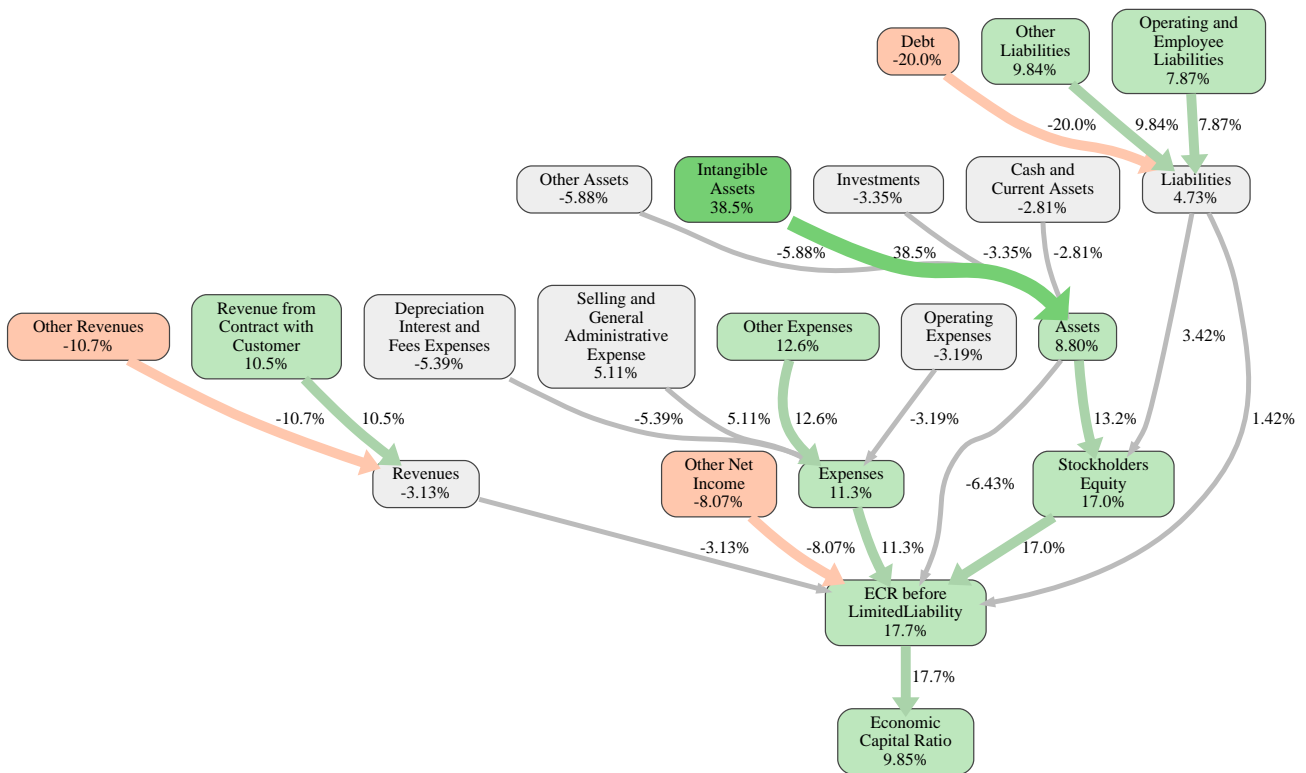 Debt
-20.0%
Other
Liabilities
9.84%
Operating and
Employee
Liabilities
7.87%
-20.0%
9.84%
7.87%
Other Assets
-5.88%
Intangible
Assets
38.5%
Investments
-3.35%
Cash and
Current Assets
-2.81%
Liabilities
4.73%
-5.88%
38.5%
-3.35%
-2.81%
Other Revenues
-10.7%
Revenue from
Contract with
Customer
10.5%
Depreciation
Interest and
Fees Expenses
-5.39%
Selling and
General
Administrative
Expense
5.11%
Other Expenses
12.6%
Operating
Expenses
-3.19%
Assets
8.80%
3.42%
-10.7%
10.5%
-5.39%
5.11%
12.6%
-3.19%
13.2%
1.42%
Revenues
-3.13%
Other Net
Income
-8.07%
Expenses
11.3%
-6.43%
Stockholders
Equity
17.0%
-3.13%
-8.07%
11.3%
17.0%
ECR before
LimitedLiability
17.7%
17.7%
Economic
Capital Ratio
9.85%